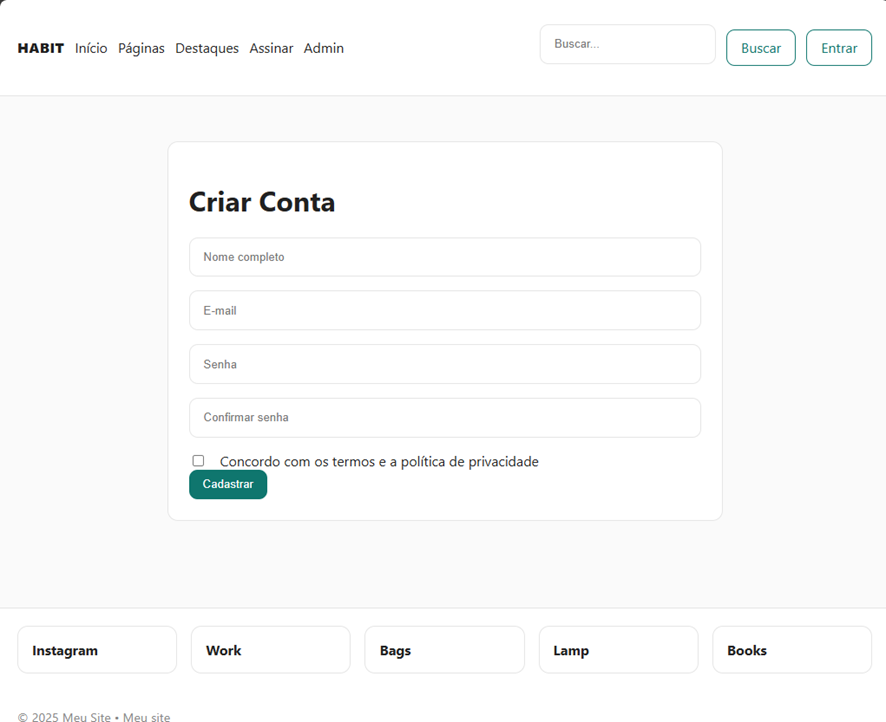 HABIT Início Páginas Destaques Assinar Admin Buscar... Buscar Entrar
Criar Conta
Nome completo
E-mail
Senha
Confirmar senha
Concordo com os termos e a política de privacidade
Cadastrar
Instagram Work Bags Lamp Books
© 2025 Meu Site • Meu site